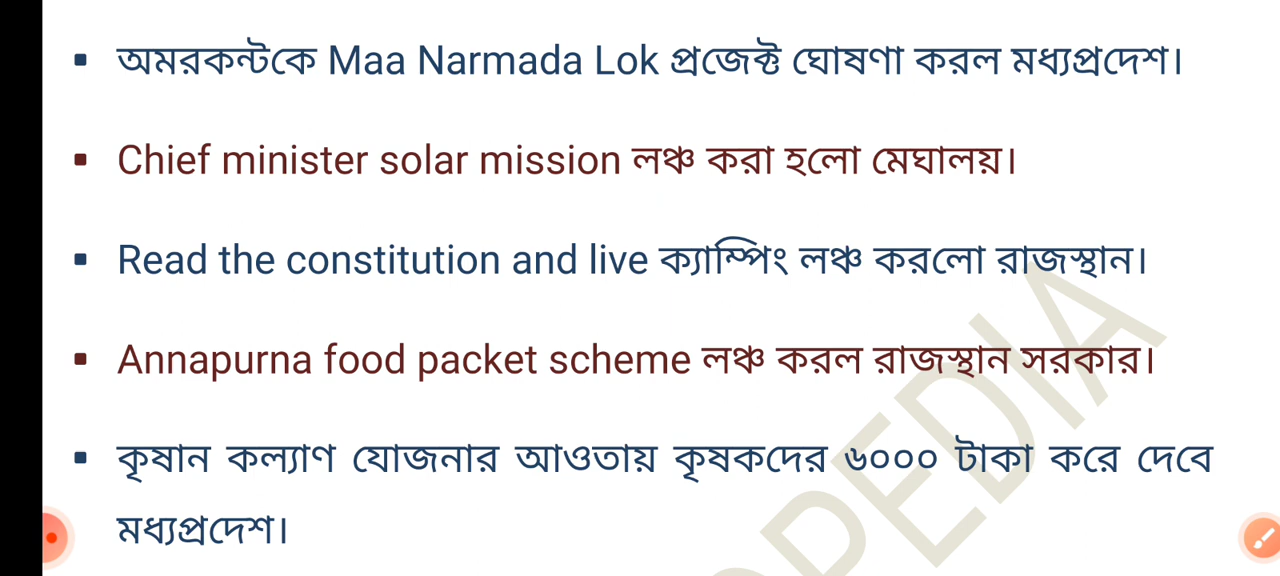 ▪ অমরকন্টকে Maa Narmada Lok প্রজেক্ট ঘোষণা করল মধ্যপ্রদেশ।
▪ Chief minister solar mission লঞ্চ করা হলো মেঘালয়।
▪ Read the constitution and live ক্যাম্পিং লঞ্চ করলো রাজস্থান।
▪ Annapurna food packet scheme লঞ্চ করল রাজস্থান সরকার।
▪ কৃষান কল্যাণ যোজনার আওতায় কৃষকদের ৬০০০ টাকা করে দেবে
মধ্যপ্রদেশ।
OPEDIA